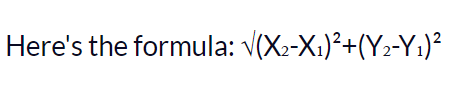 Here's the formula: √(X₂-X₁)²+(Y₂-Y₁)²